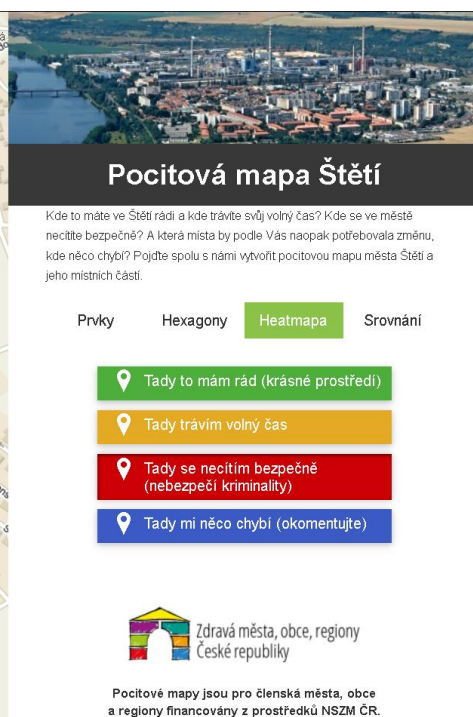 Pocitová mapa Štětí
Kde to máte ve Štětí rádi a kde trávíte svůj volný čas? Kde se ve městě
necítíte bezpečně? A která místa by podle Vás naopak potřebovala změnu,
kde něco chybí? Pojďte spolu s námi vytvořit pocitovou mapu města Štětí a
jeho místních částí.
Prvky Hexagony Heatmapa Srovnání
Tady to mám rád (krásné prostředí)
Tady trávím volný čas
Tady se necítím bezpečně
(nebezpečí kriminality)
Tady mi něco chybí (okomentujte)
Zdravá města, obce, regiony
České republiky
Pocitové mapy jsou pro členská města, obce
a regiony financovány z prostředků NSZM ČR.